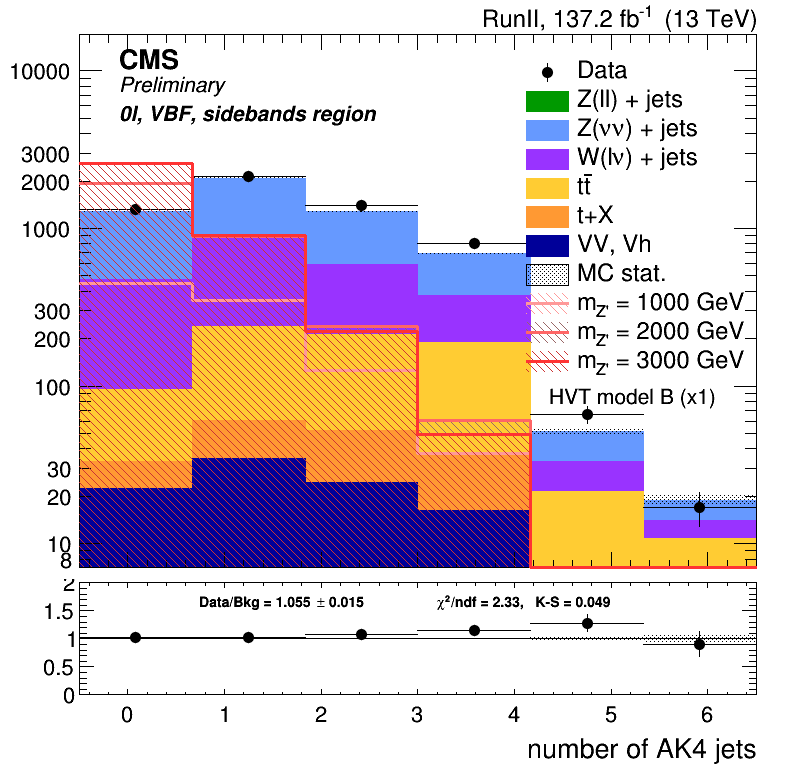 RunII, 137.2 fb⁻¹ (13 TeV)
CMS
Preliminary
0l, VBF, sidebands region
Data
Z(ll) + jets
Z(νν) + jets
W(lν) + jets
tt̄
t+X
VV, Vh
MC stat.
m_Z' = 1000 GeV
m_Z' = 2000 GeV
m_Z' = 3000 GeV
HVT model B (x1)
10000
3000
2000
1000
300
200
100
30
20
10
8
Data/Bkg = 1.055 ± 0.015
χ²/ndf = 2.33, K-S = 0.049
2
1.5
1
0.5
0
0 1 2 3 4 5 6
number of AK4 jets